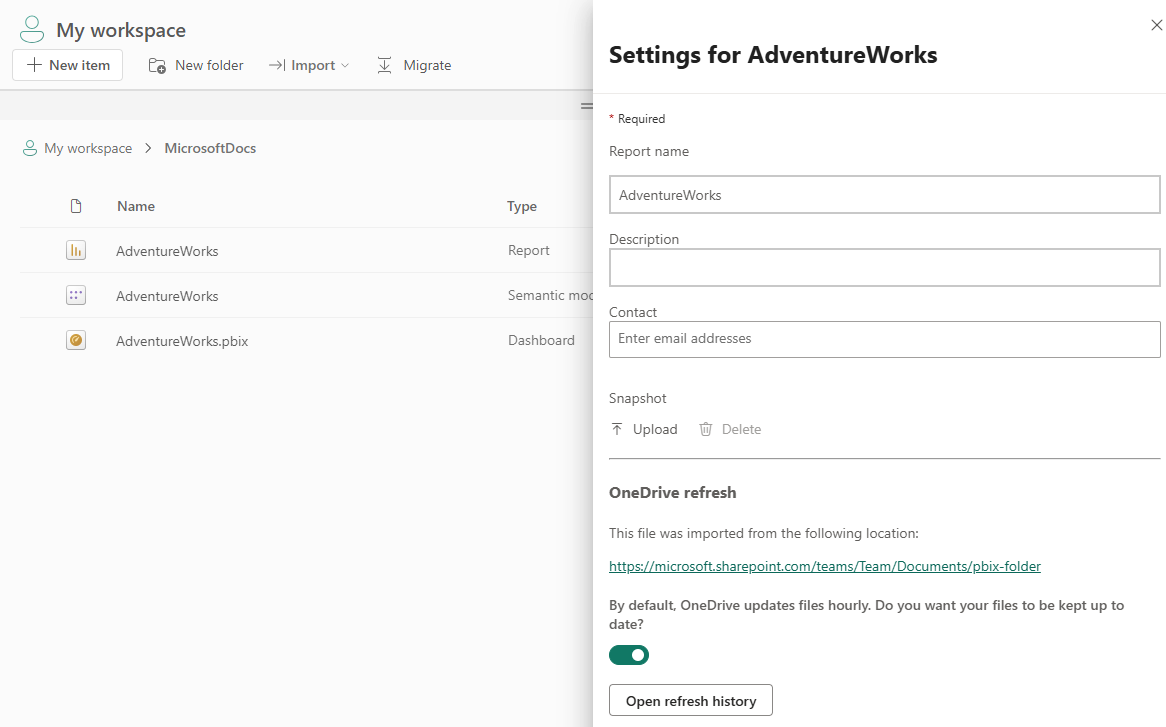 My workspace
New item
New folder
Import
Migrate
My workspace > MicrosoftDocs
Name Type
AdventureWorks Report
AdventureWorks Semantic mod
AdventureWorks.pbix Dashboard
Settings for AdventureWorks
* Required
Report name
AdventureWorks
Description
Contact
Enter email addresses
Snapshot
Upload Delete
OneDrive refresh
This file was imported from the following location:
https://microsoft.sharepoint.com/teams/Team/Documents/pbix-folder
By default, OneDrive updates files hourly. Do you want your files to be kept up to
date?
Open refresh history